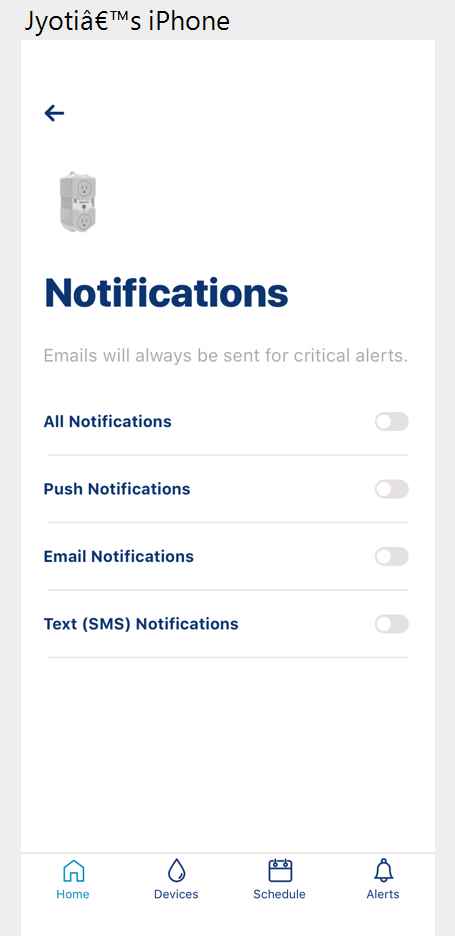 Jyotiâ€™s iPhone
Notifications
Emails will always be sent for critical alerts.
All Notifications
Push Notifications
Email Notifications
Text (SMS) Notifications
Home Devices Schedule Alerts